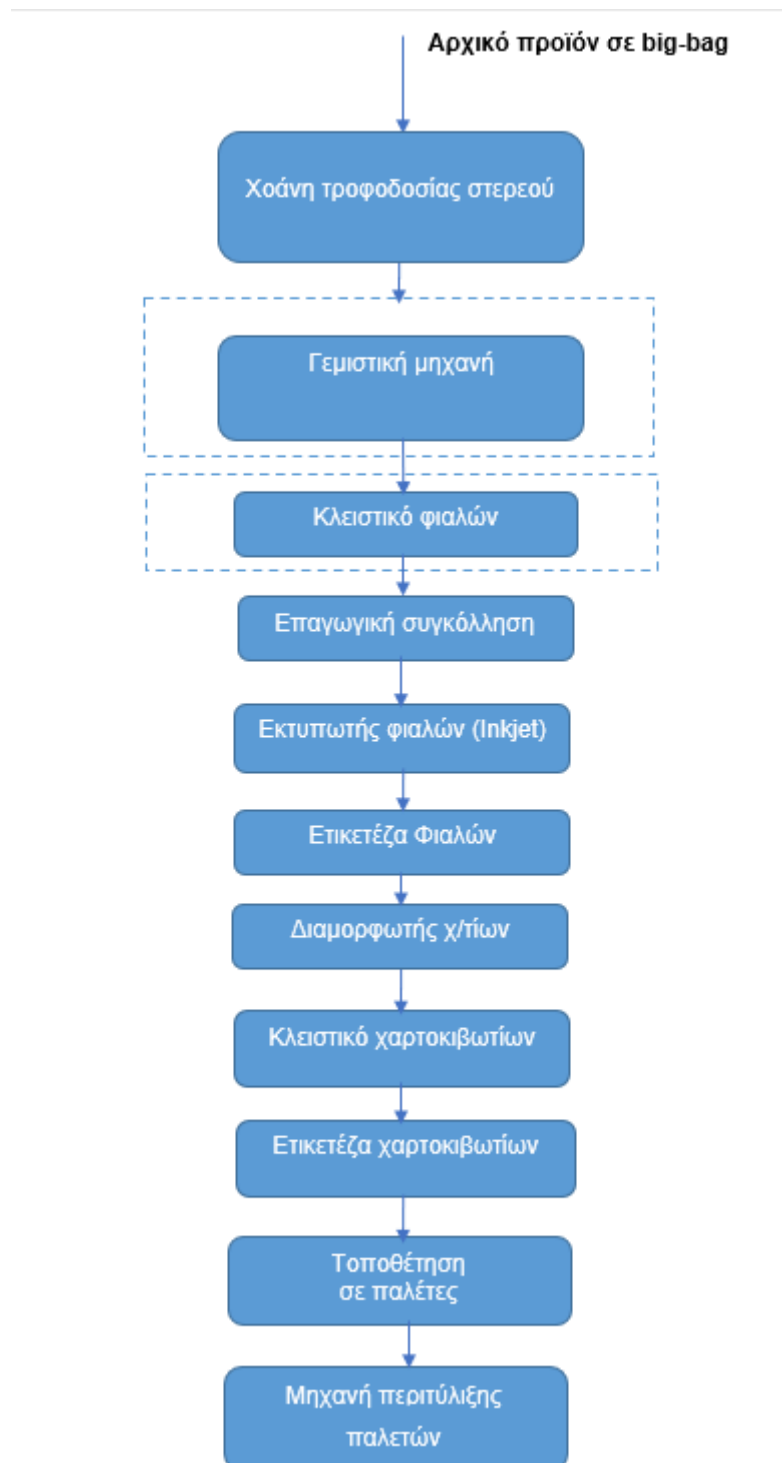 Αρχικό προϊόν σε big-bag
Χοάνη τροφοδοσίας στερεού
Γεμιστική μηχανή
Κλειστικό φιαλών
Επαγωγική συγκόλληση
Εκτυπωτής φιαλών (Inkjet)
Ετικετέζα Φιαλών
Διαμορφωτής χ/τίων
Κλειστικό χαρτοκιβωτίων
Ετικετέζα χαρτοκιβωτίων
Τοποθέτηση
σε παλέτες
Μηχανή περιτύλιξης
παλετών